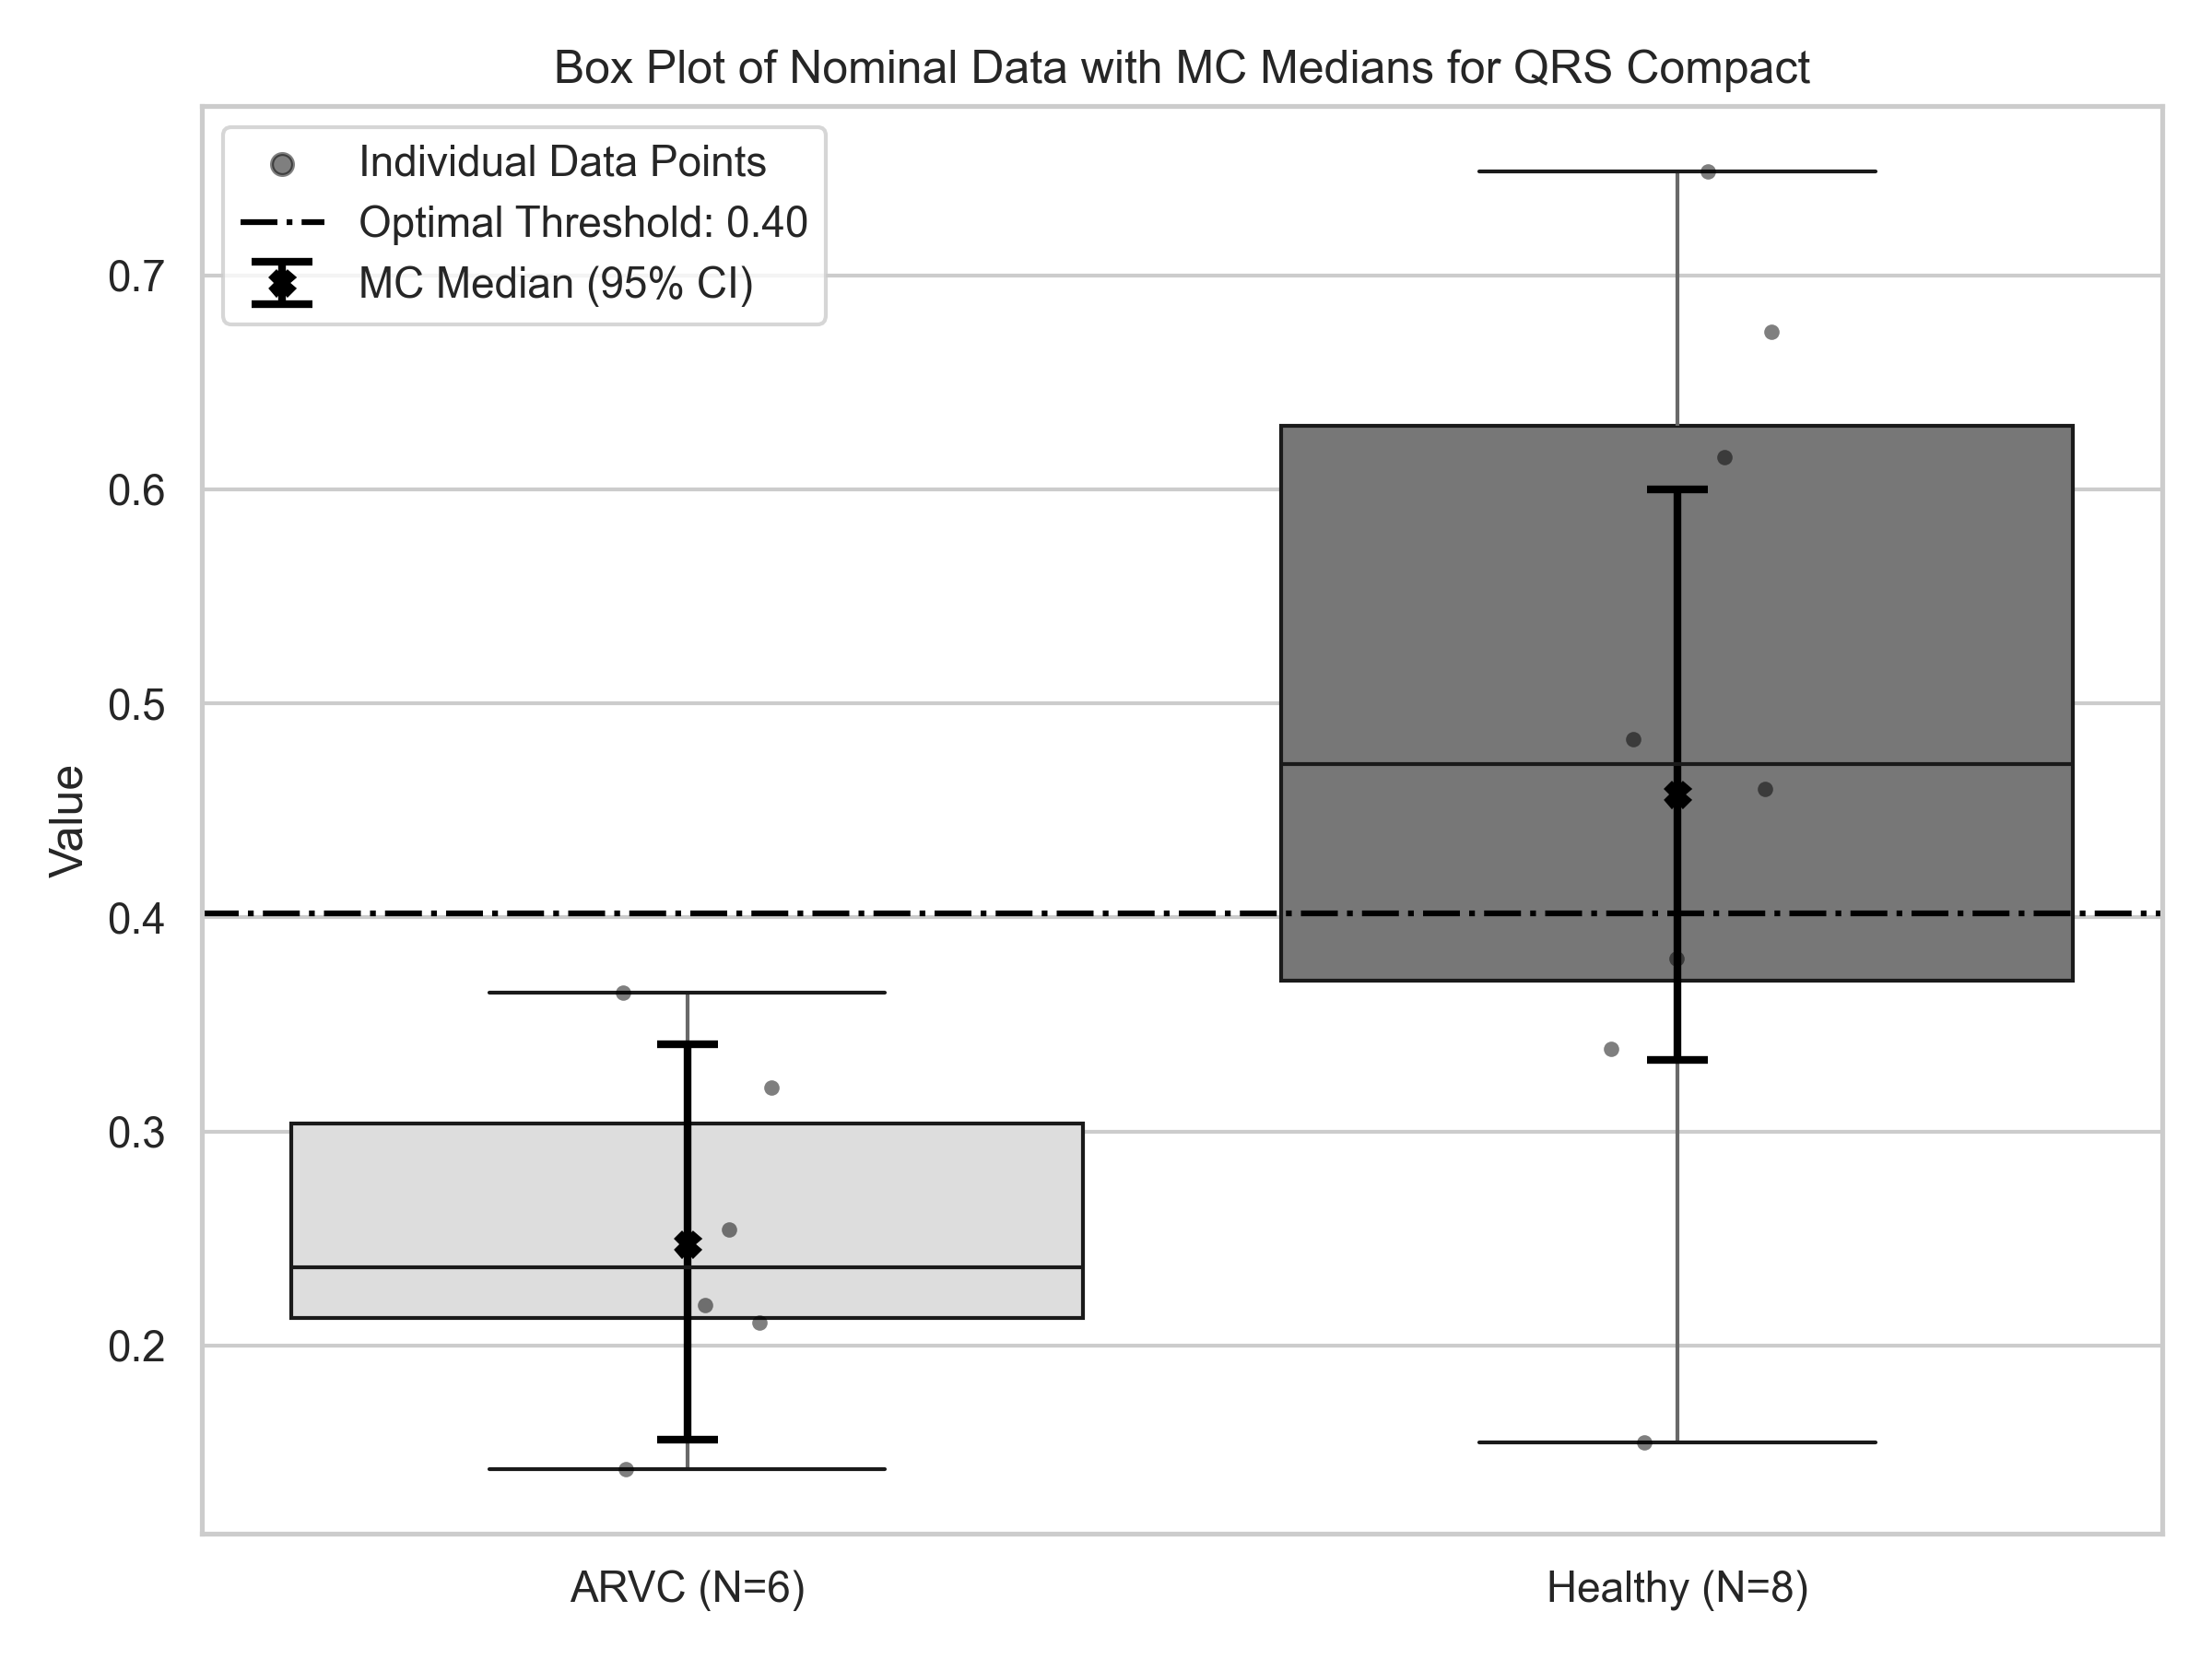 Box Plot of Nominal Data with MC Medians for QRS Compact
Individual Data Points
Optimal Threshold: 0.40
MC Median (95% CI)
Value
0.7
0.6
0.5
0.4
0.3
0.2
ARVC (N=6)
Healthy (N=8)